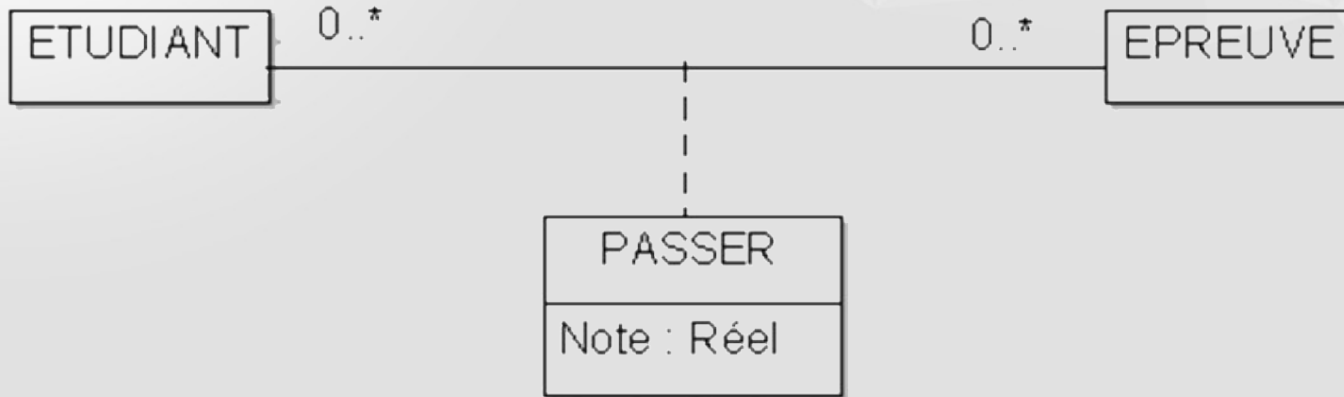 ETUDIANT
0..*
0..*
EPREUVE
PASSER
Note : Réel